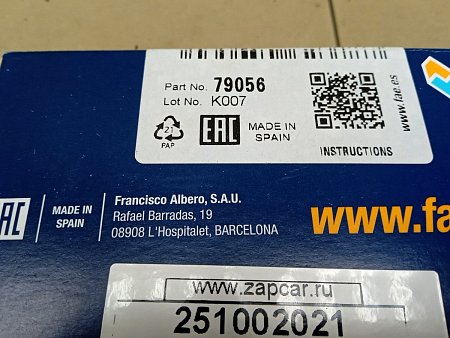 Part No. 79056
Lot No. K007
21
PAP
EAC
MADE IN
SPAIN
www.fae.es
INSTRUCTIONS
EAC
MADE IN
SPAIN
Francisco Albero, S.A.U.
Rafael Barradas, 19
08908 L'Hospitalet, BARCELONA
www.fa
www.zapcar.ru
251002021